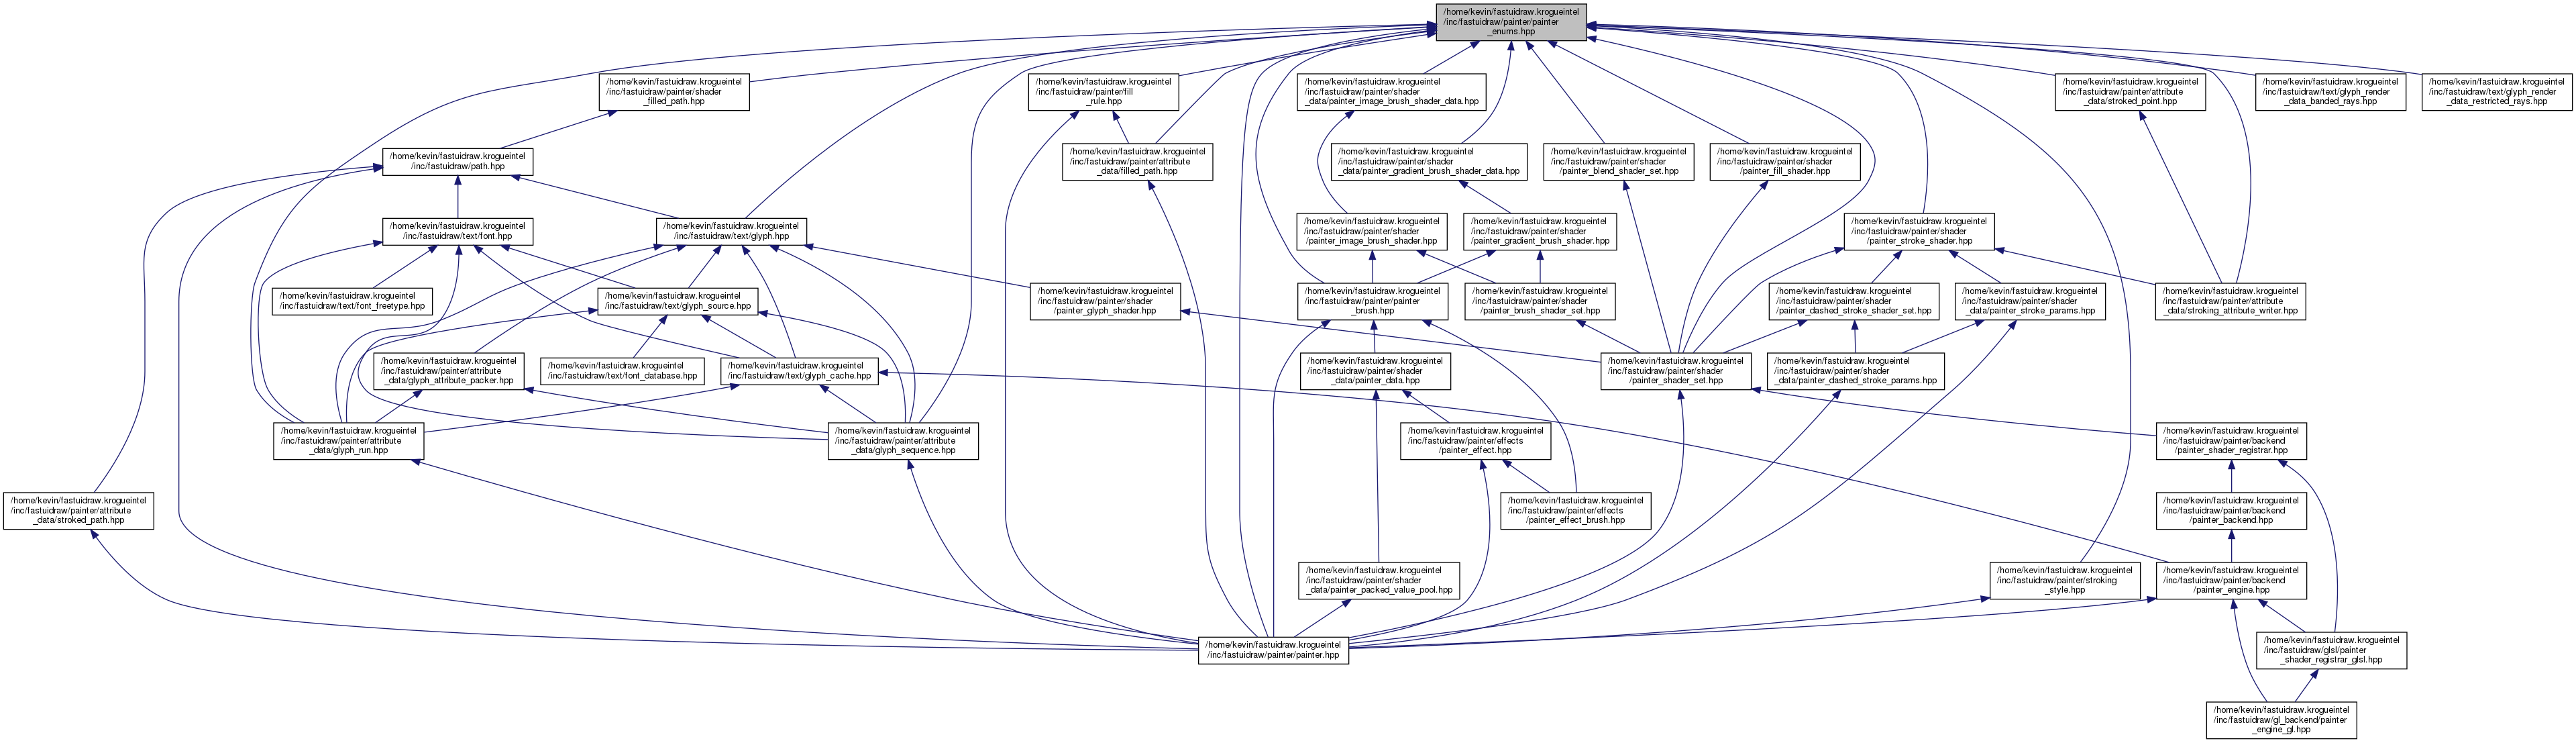 /home/kevin/fastuidraw.krogueintel
/inc/fastuidraw/painter/painter
_enums.hpp
/home/kevin/fastuidraw.krogueintel
/inc/fastuidraw/painter/shader
_filled_path.hpp
/home/kevin/fastuidraw.krogueintel
/inc/fastuidraw/painter/fill
_rule.hpp
/home/kevin/fastuidraw.krogueintel
/inc/fastuidraw/painter/shader
_data/painter_image_brush_shader_data.hpp
/home/kevin/fastuidraw.krogueintel
/inc/fastuidraw/painter/attribute
_data/stroked_point.hpp
/home/kevin/fastuidraw.krogueintel
/inc/fastuidraw/text/glyph_render
_data_banded_rays.hpp
/home/kevin/fastuidraw.krogueintel
/inc/fastuidraw/text/glyph_render
_data_restricted_rays.hpp
/home/kevin/fastuidraw.krogueintel
/inc/fastuidraw/path.hpp
/home/kevin/fastuidraw.krogueintel
/inc/fastuidraw/painter/attribute
_data/filled_path.hpp
/home/kevin/fastuidraw.krogueintel
/inc/fastuidraw/painter/shader
_data/painter_gradient_brush_shader_data.hpp
/home/kevin/fastuidraw.krogueintel
/inc/fastuidraw/painter/shader
/painter_blend_shader_set.hpp
/home/kevin/fastuidraw.krogueintel
/inc/fastuidraw/painter/shader
/painter_fill_shader.hpp
/home/kevin/fastuidraw.krogueintel
/inc/fastuidraw/text/font.hpp
/home/kevin/fastuidraw.krogueintel
/inc/fastuidraw/text/glyph.hpp
/home/kevin/fastuidraw.krogueintel
/inc/fastuidraw/painter/shader
/painter_image_brush_shader.hpp
/home/kevin/fastuidraw.krogueintel
/inc/fastuidraw/painter/shader
/painter_gradient_brush_shader.hpp
/home/kevin/fastuidraw.krogueintel
/inc/fastuidraw/painter/shader
/painter_stroke_shader.hpp
/home/kevin/fastuidraw.krogueintel
/inc/fastuidraw/text/font_freetype.hpp
/home/kevin/fastuidraw.krogueintel
/inc/fastuidraw/text/glyph_source.hpp
/home/kevin/fastuidraw.krogueintel
/inc/fastuidraw/painter/shader
/painter_glyph_shader.hpp
/home/kevin/fastuidraw.krogueintel
/inc/fastuidraw/painter/painter
_brush.hpp
/home/kevin/fastuidraw.krogueintel
/inc/fastuidraw/painter/shader
/painter_brush_shader_set.hpp
/home/kevin/fastuidraw.krogueintel
/inc/fastuidraw/painter/shader
/painter_dashed_stroke_shader_set.hpp
/home/kevin/fastuidraw.krogueintel
/inc/fastuidraw/painter/shader
_data/painter_stroke_params.hpp
/home/kevin/fastuidraw.krogueintel
/inc/fastuidraw/painter/attribute
_data/stroking_attribute_writer.hpp
/home/kevin/fastuidraw.krogueintel
/inc/fastuidraw/painter/attribute
_data/glyph_attribute_packer.hpp
/home/kevin/fastuidraw.krogueintel
/inc/fastuidraw/text/font_database.hpp
/home/kevin/fastuidraw.krogueintel
/inc/fastuidraw/text/glyph_cache.hpp
/home/kevin/fastuidraw.krogueintel
/inc/fastuidraw/painter/shader
_data/painter_data.hpp
/home/kevin/fastuidraw.krogueintel
/inc/fastuidraw/painter/shader
/painter_shader_set.hpp
/home/kevin/fastuidraw.krogueintel
/inc/fastuidraw/painter/shader
_data/painter_dashed_stroke_params.hpp
/home/kevin/fastuidraw.krogueintel
/inc/fastuidraw/painter/attribute
_data/glyph_run.hpp
/home/kevin/fastuidraw.krogueintel
/inc/fastuidraw/painter/attribute
_data/glyph_sequence.hpp
/home/kevin/fastuidraw.krogueintel
/inc/fastuidraw/painter/effects
/painter_effect.hpp
/home/kevin/fastuidraw.krogueintel
/inc/fastuidraw/painter/backend
/painter_shader_registrar.hpp
/home/kevin/fastuidraw.krogueintel
/inc/fastuidraw/painter/attribute
_data/stroked_path.hpp
/home/kevin/fastuidraw.krogueintel
/inc/fastuidraw/painter/effects
/painter_effect_brush.hpp
/home/kevin/fastuidraw.krogueintel
/inc/fastuidraw/painter/backend
/painter_backend.hpp
/home/kevin/fastuidraw.krogueintel
/inc/fastuidraw/painter/shader
_data/painter_packed_value_pool.hpp
/home/kevin/fastuidraw.krogueintel
/inc/fastuidraw/painter/stroking
_style.hpp
/home/kevin/fastuidraw.krogueintel
/inc/fastuidraw/painter/backend
/painter_engine.hpp
/home/kevin/fastuidraw.krogueintel
/inc/fastuidraw/painter/painter.hpp
/home/kevin/fastuidraw.krogueintel
/inc/fastuidraw/glsl/painter
_shader_registrar_glsl.hpp
/home/kevin/fastuidraw.krogueintel
/inc/fastuidraw/gl_backend/painter
_engine_gl.hpp